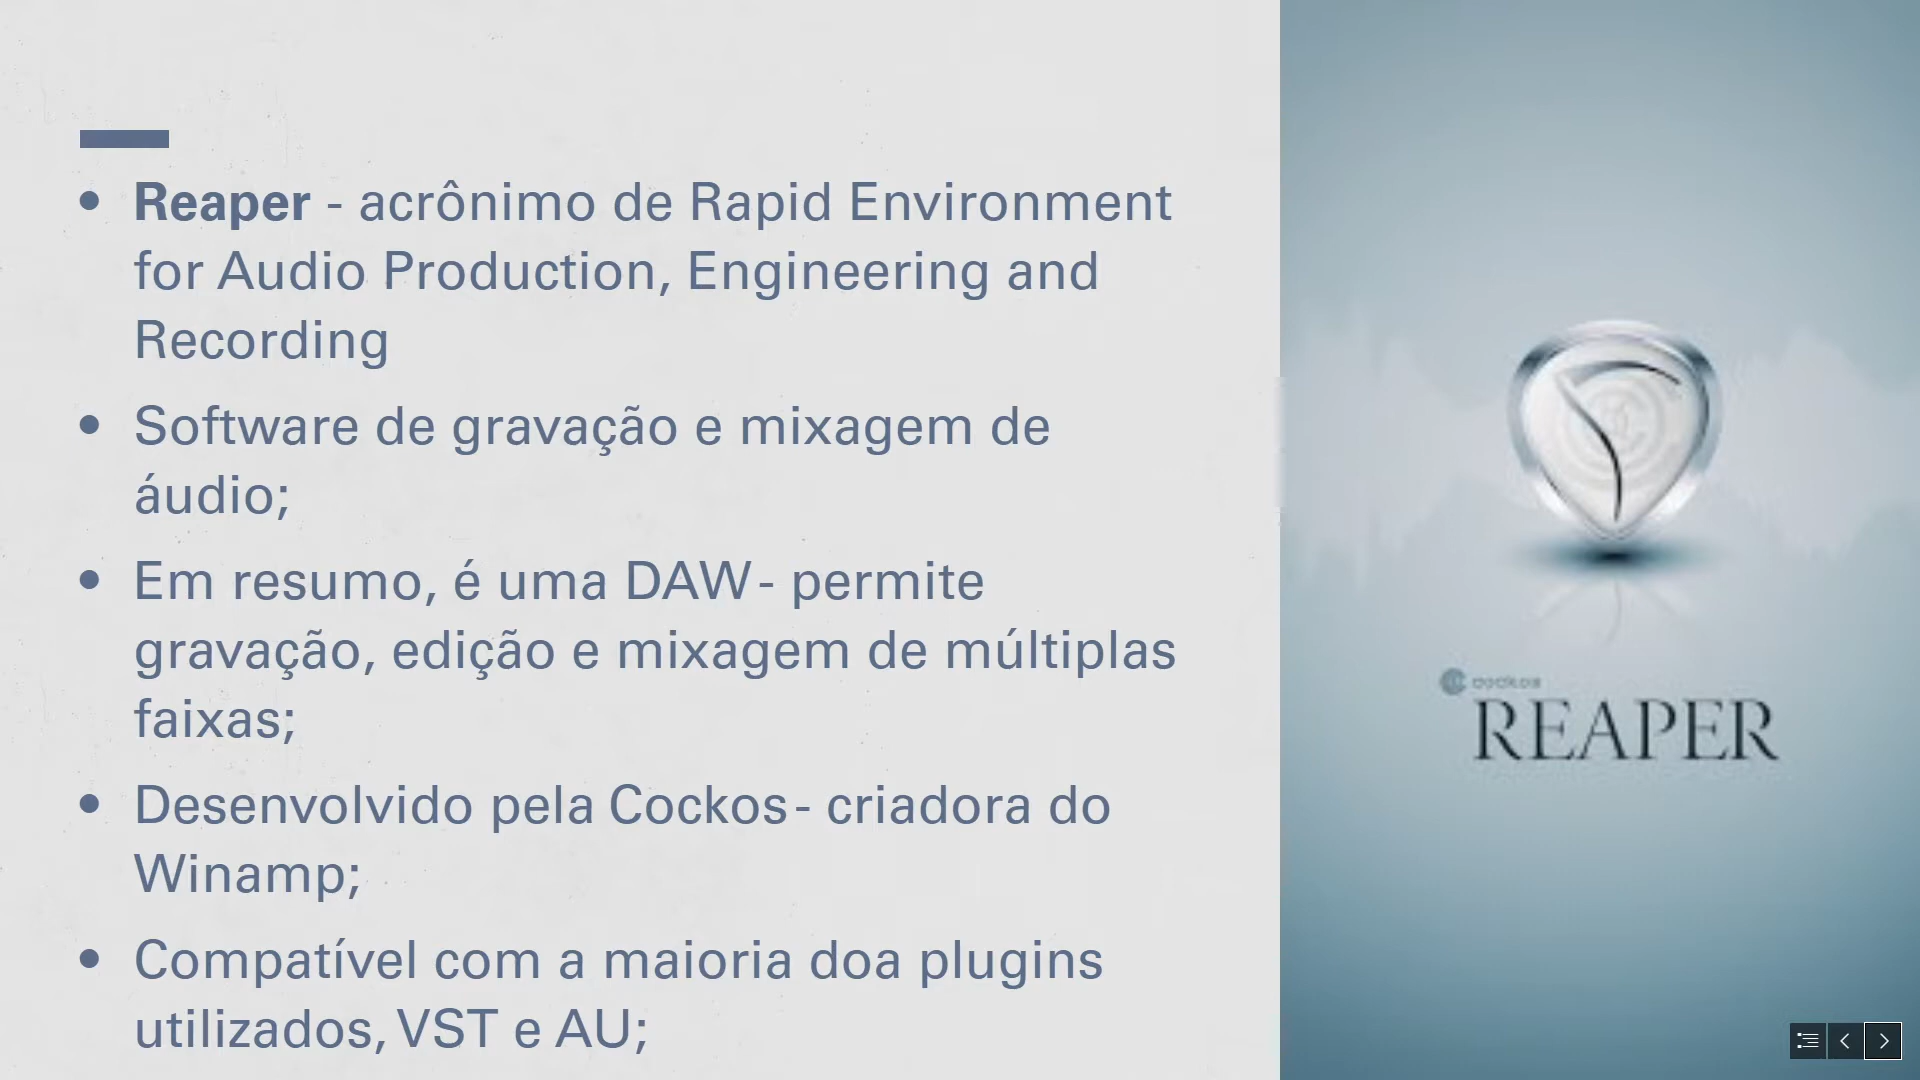 • Reaper - acrônimo de Rapid Environment
for Audio Production, Engineering and
Recording
• Software de gravação e mixagem de
áudio;
• Em resumo, é uma DAW - permite
gravação, edição e mixagem de múltiplas
faixas;
• Desenvolvido pela Cockos - criadora do
Winamp;
• Compatível com a maioria doa plugins
utilizados, VST e AU;
cockos
REAPER